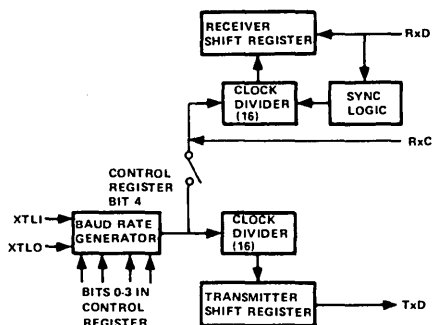 RECEIVER
SHIFT REGISTER
RxD
CLOCK
DIVIDER
(16)
SYNC
LOGIC
RxC
CONTROL
REGISTER
BIT 4
XTLI
XTLO
BAUD RATE
GENERATOR
CLOCK
DIVIDER
(16)
BITS 0-3 IN
CONTROL
REGISTER
TRANSMITTER
SHIFT REGISTER
TxD